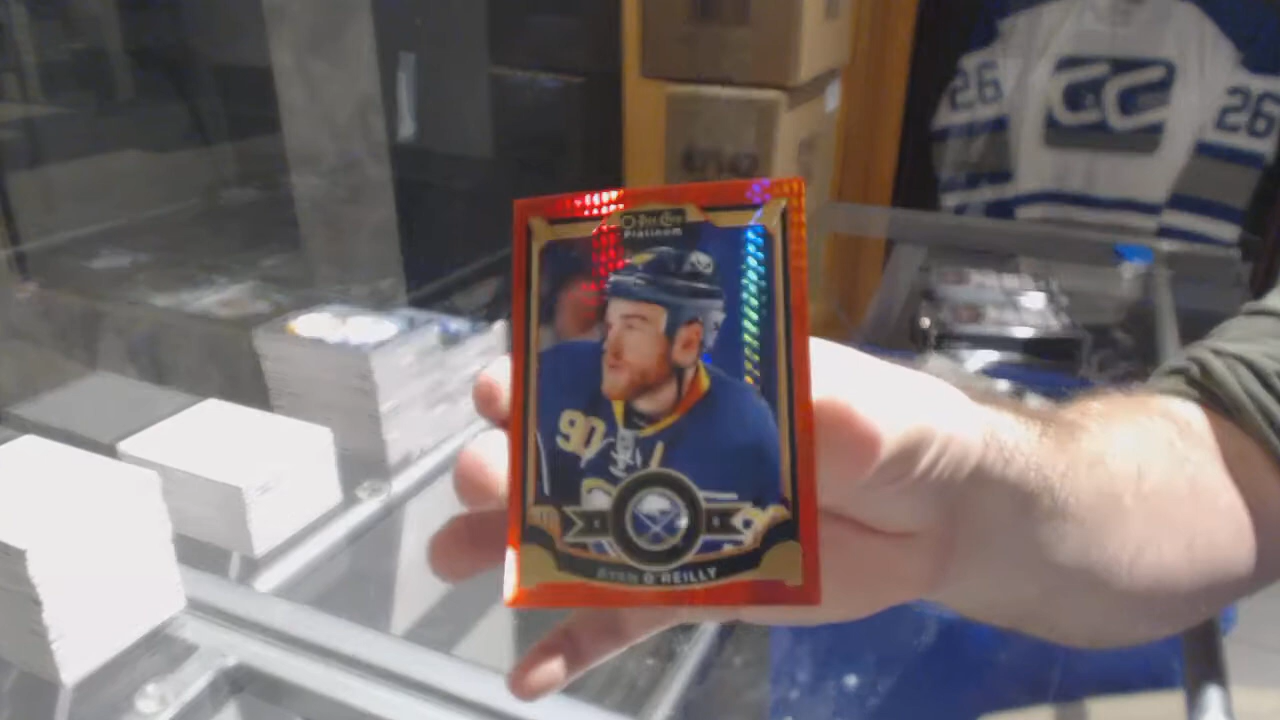 26
26
O-Pee-Chee
Platinum
90
RYAN O'REILLY